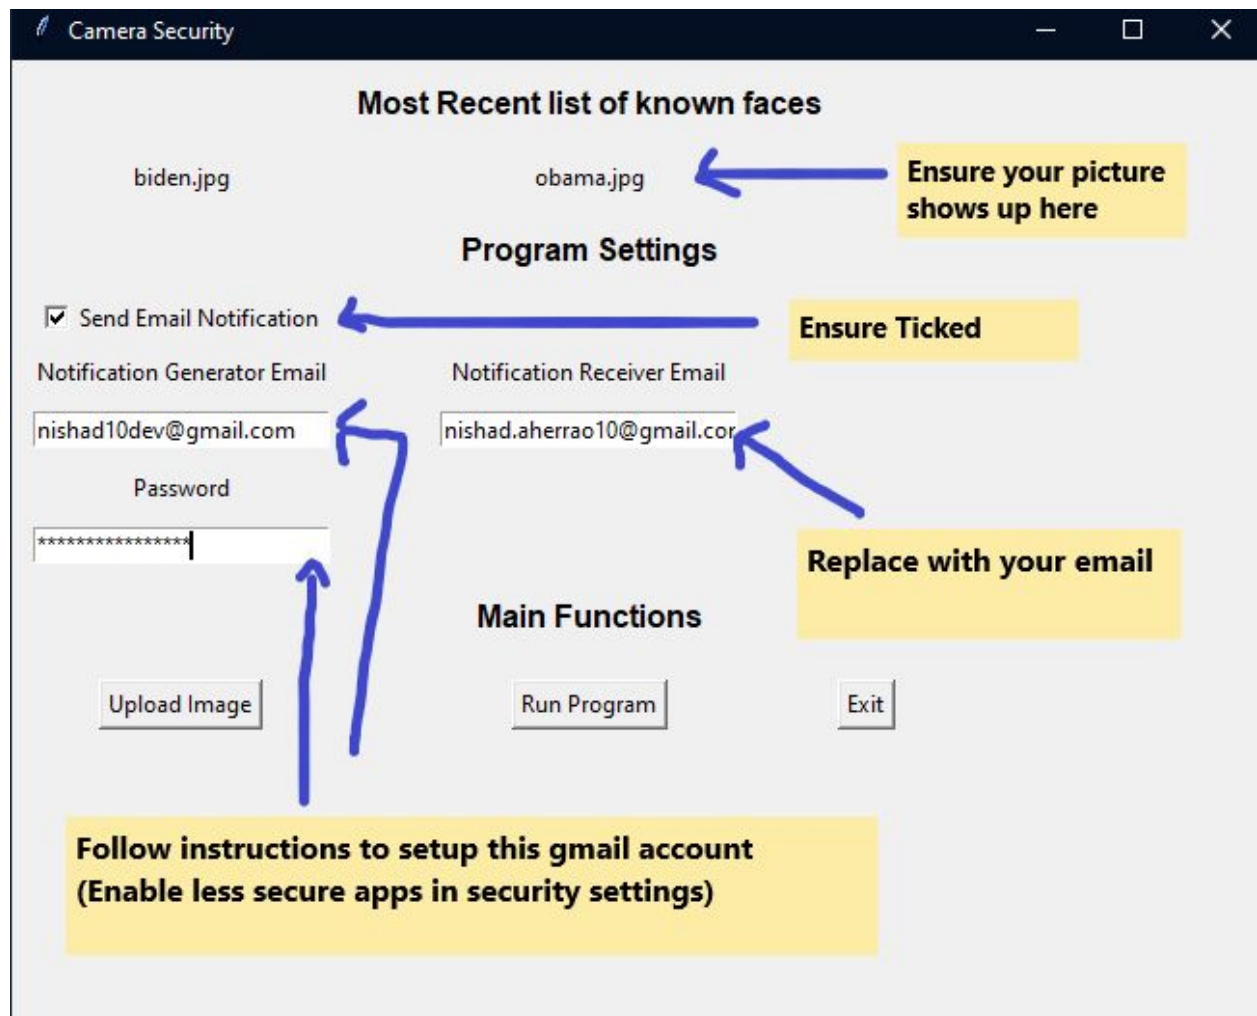 Camera Security
Most Recent list of known faces
biden.jpg
obama.jpg
Ensure your picture
shows up here
Program Settings
Send Email Notification
Ensure Ticked
Notification Generator Email
Notification Receiver Email
nishad10dev@gmail.com
nishad.aherrao10@gmail.cor
Password
****************
Replace with your email
Main Functions
Upload Image
Run Program
Exit
Follow instructions to setup this gmail account
(Enable less secure apps in security settings)